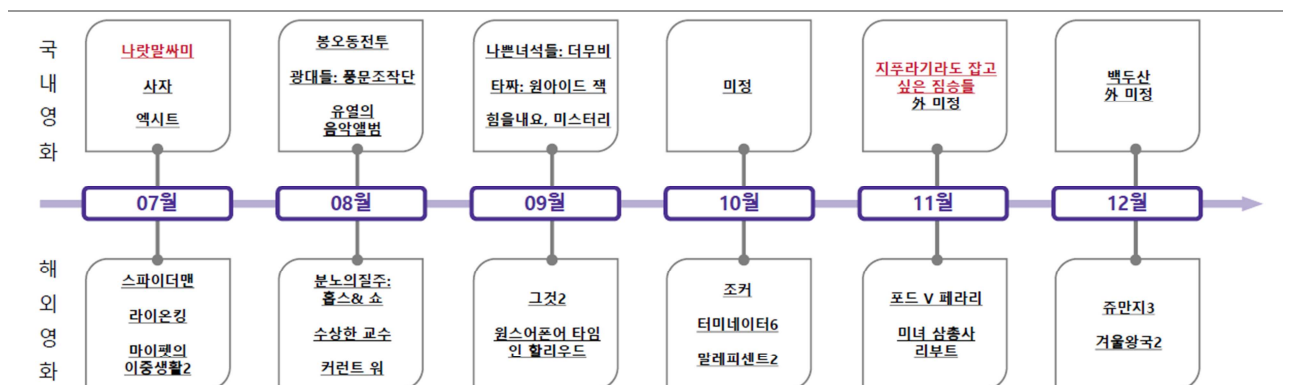 국내영화
나랏말싸미
사자
엑시트
봉오동전투
광대들: 풍문조작단
유열의
음악앨범
나쁜녀석들: 더무비
타짜: 원아이드 잭
힘을내요, 미스터리
미정
지푸라기라도 잡고
싶은 짐승들
外 미정
백두산
外 미정
07월
08월
09월
10월
11월
12월
해외영화
스파이더맨
라이온킹
마이펫의
이중생활2
분노의질주:
홉스& 쇼
수상한 교수
커런트 워
그것2
원스어폰어 타임
인 할리우드
조커
터미네이터6
말레피센트2
포드 V 페라리
미녀 삼총사
리부트
쥬만지3
겨울왕국2